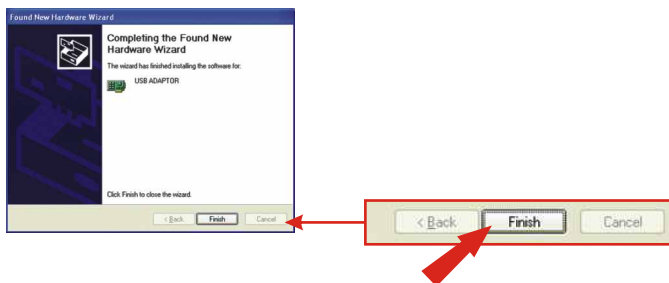 Found New Hardware Wizard
Completing the Found New
Hardware Wizard
The wizard has finished installing the software for:
USB ADAPTOR
Click Finish to close the wizard.
< Back Finish Cancel
< Back Finish Cancel